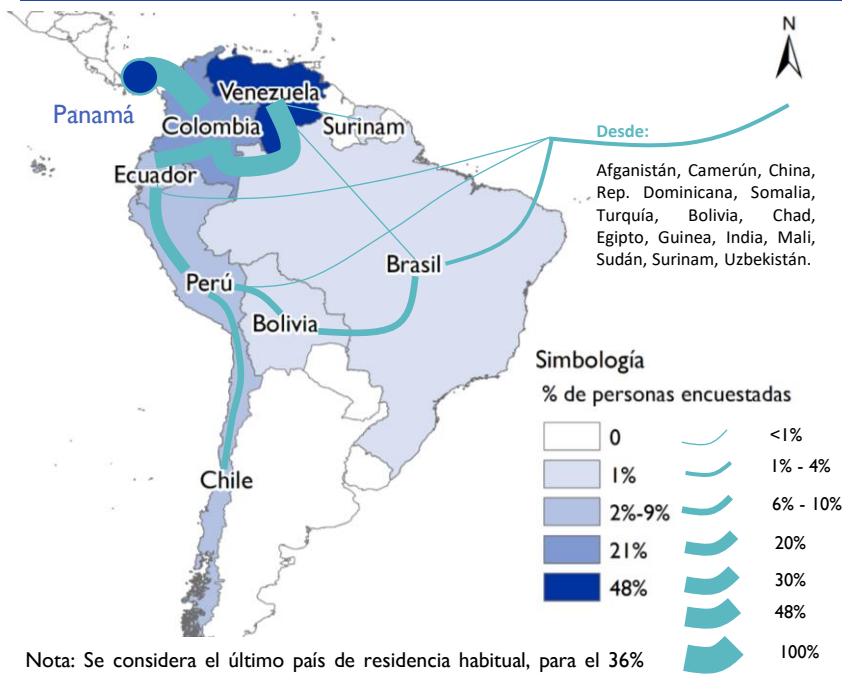 N
Panamá
Venezuela
Colombia
Surinam
Ecuador
Desde:
Afganistán, Camerún, China,
Rep. Dominicana, Somalia,
Turquía, Bolivia, Chad,
Egipto, Guinea, India, Mali,
Sudán, Surinam, Uzbekistán.
Brasil
Perú
Bolivia
Chile
Simbología
% de personas encuestadas
0
1%
2%-9%
21%
48%
<1%
1% - 4%
6% - 10%
20%
30%
48%
100%
Nota: Se considera el último país de residencia habitual, para el 36%